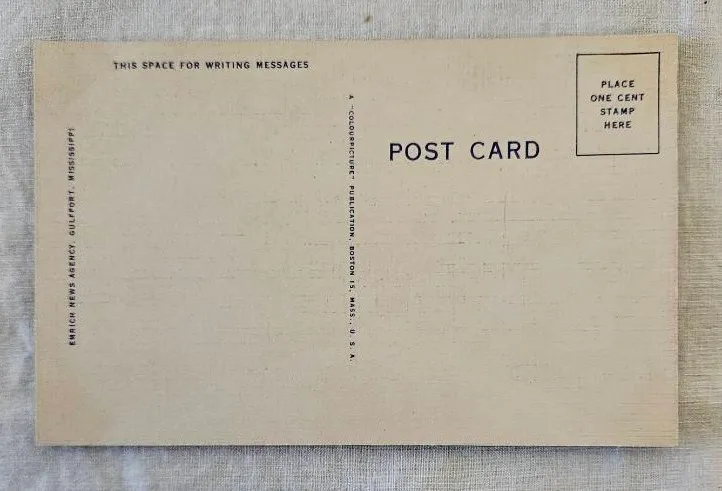 THIS SPACE FOR WRITING MESSAGES
EMRICH NEWS AGENCY, GULFPORT, MISSISSIPPI
A "COLOURPICTURE" PUBLICATION, BOSTON 15, MASS., U. S. A.
POST CARD
PLACE
ONE CENT
STAMP
HERE